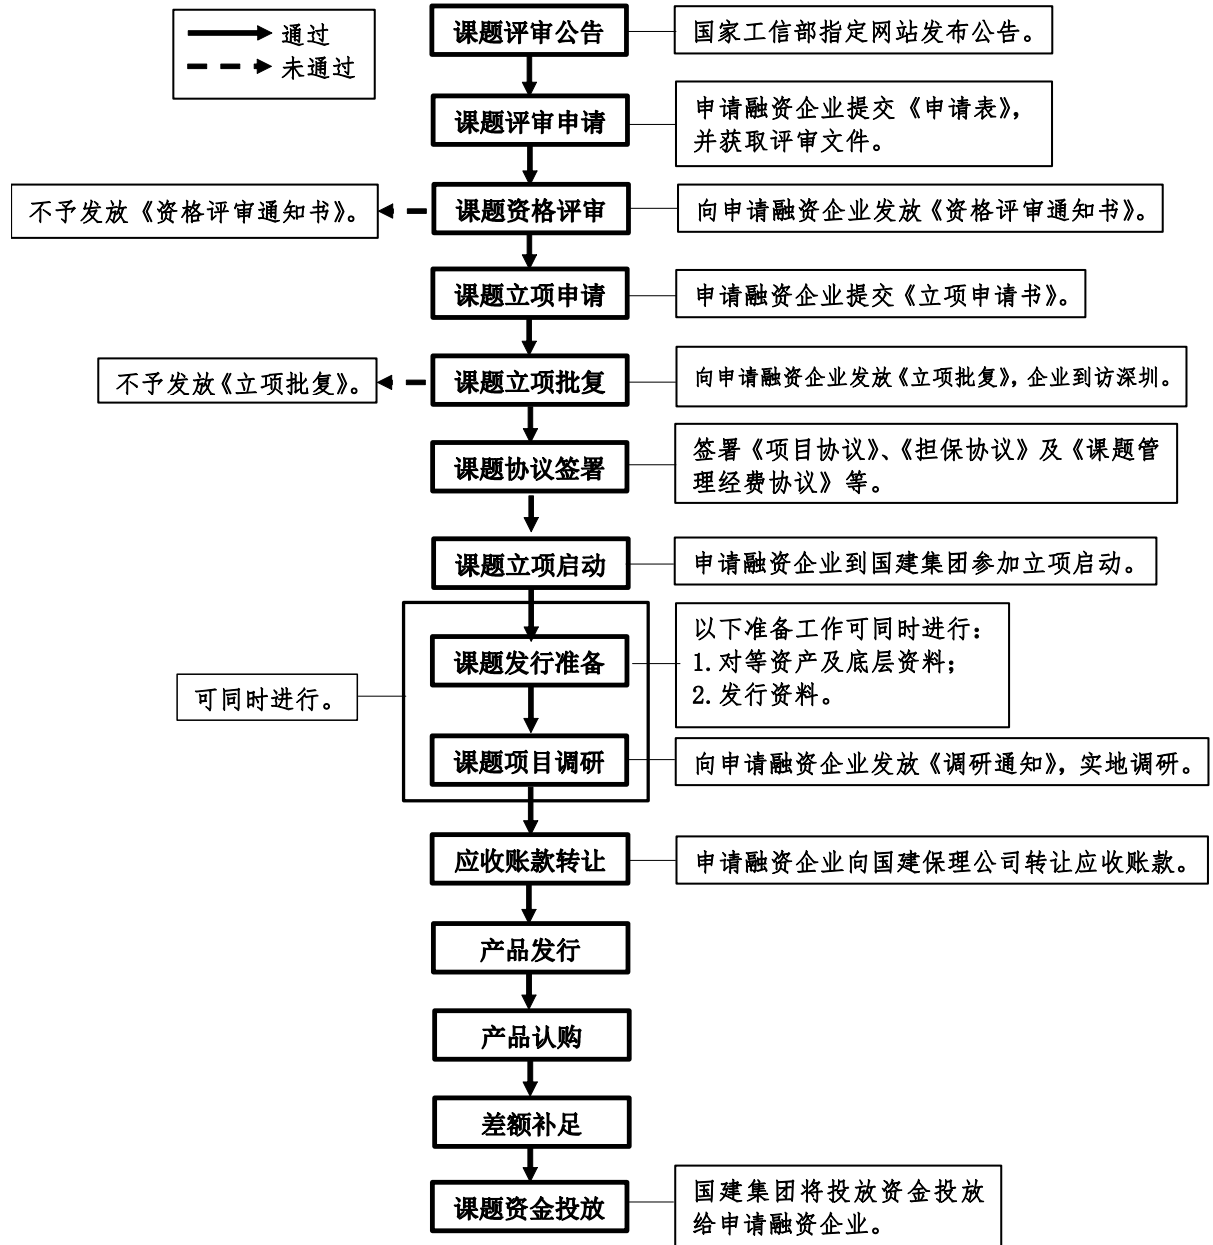 通过
未通过
课题评审公告
国家工信部指定网站发布公告。
课题评审申请
申请融资企业提交《申请表》，
并获取评审文件。
不予发放《资格评审通知书》。
课题资格评审
向申请融资企业发放《资格评审通知书》。
课题立项申请
申请融资企业提交《立项申请书》。
不予发放《立项批复》。
课题立项批复
向申请融资企业发放《立项批复》，企业到访深圳。
课题协议签署
签署《项目协议》、《担保协议》及《课题管
理经费协议》等。
课题立项启动
申请融资企业到国建集团参加立项启动。
可同时进行。
课题发行准备
以下准备工作可同时进行：
1.对等资产及底层资料；
2.发行资料。
课题项目调研
向申请融资企业发放《调研通知》，实地调研。
应收账款转让
申请融资企业向国建保理公司转让应收账款。
产品发行
产品认购
差额补足
课题资金投放
国建集团将投放资金投放
给申请融资企业。